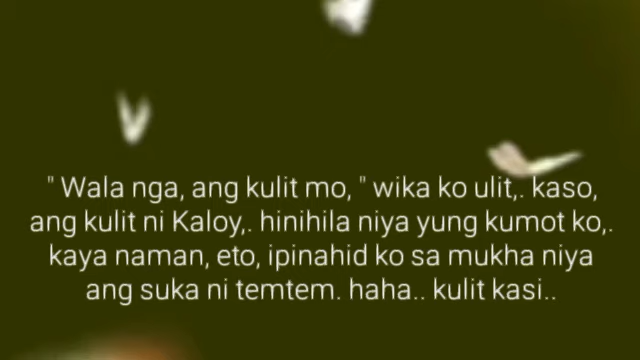 " Wala nga, ang kulit mo, " wika ko ulit,. kaso,
ang kulit ni Kaloy,. hinihila niya yung kumot ko,.
kaya naman, eto, ipinahid ko sa mukha niya
ang suka ni temtem. haha.. kulit kasi..